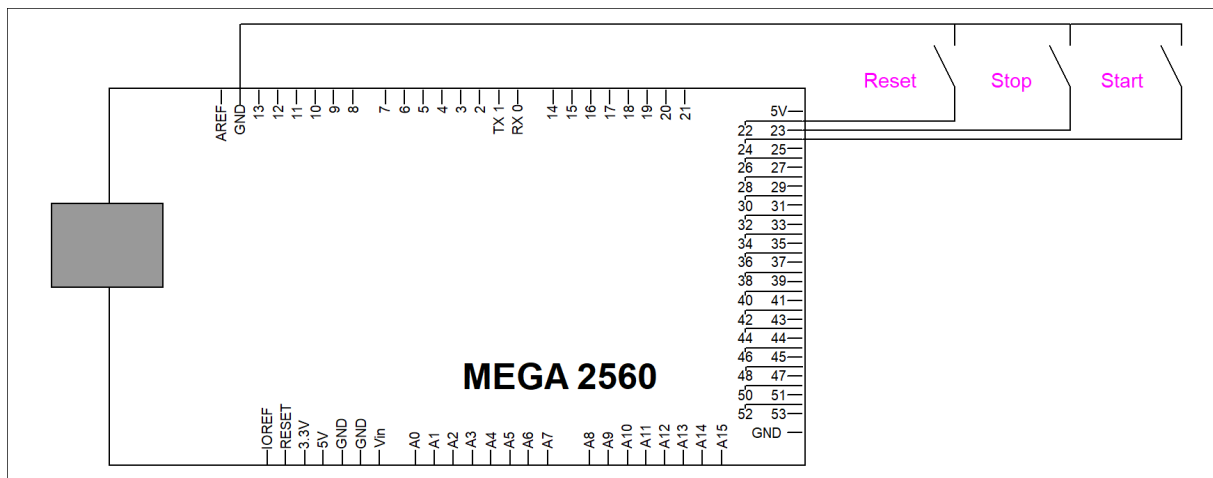 Reset Stop Start
AREF
GND
13
12
11
10
9
8
7
6
5
4
3
2
TX 1
RX 0
14
15
16
17
18
19
20
21
5V
22 23
24 25
26 27
28 29
30 31
32 33
34 35
36 37
38 39
40 41
42 43
44 44
46 45
48 47
50 51
52 53
GND
MEGA 2560
IOREF
RESET
3.3V
5V
GND
GND
Vin
A0
A1
A2
A3
A4
A5
A6
A7
A8
A9
A10
A11
A12
A13
A14
A15